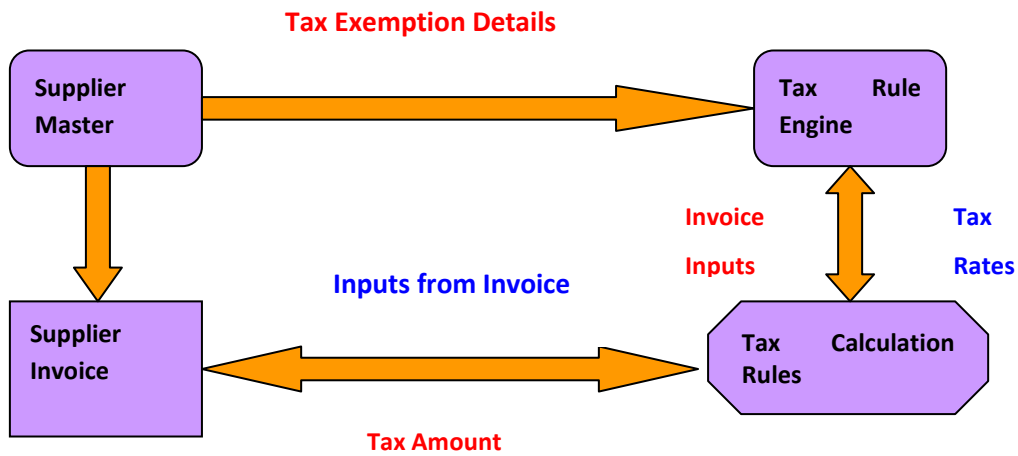 Tax Exemption Details
Supplier
Master
Tax Rule
Engine
Invoice
Inputs
Tax
Rates
Inputs from Invoice
Supplier
Invoice
Tax Calculation
Rules
Tax Amount